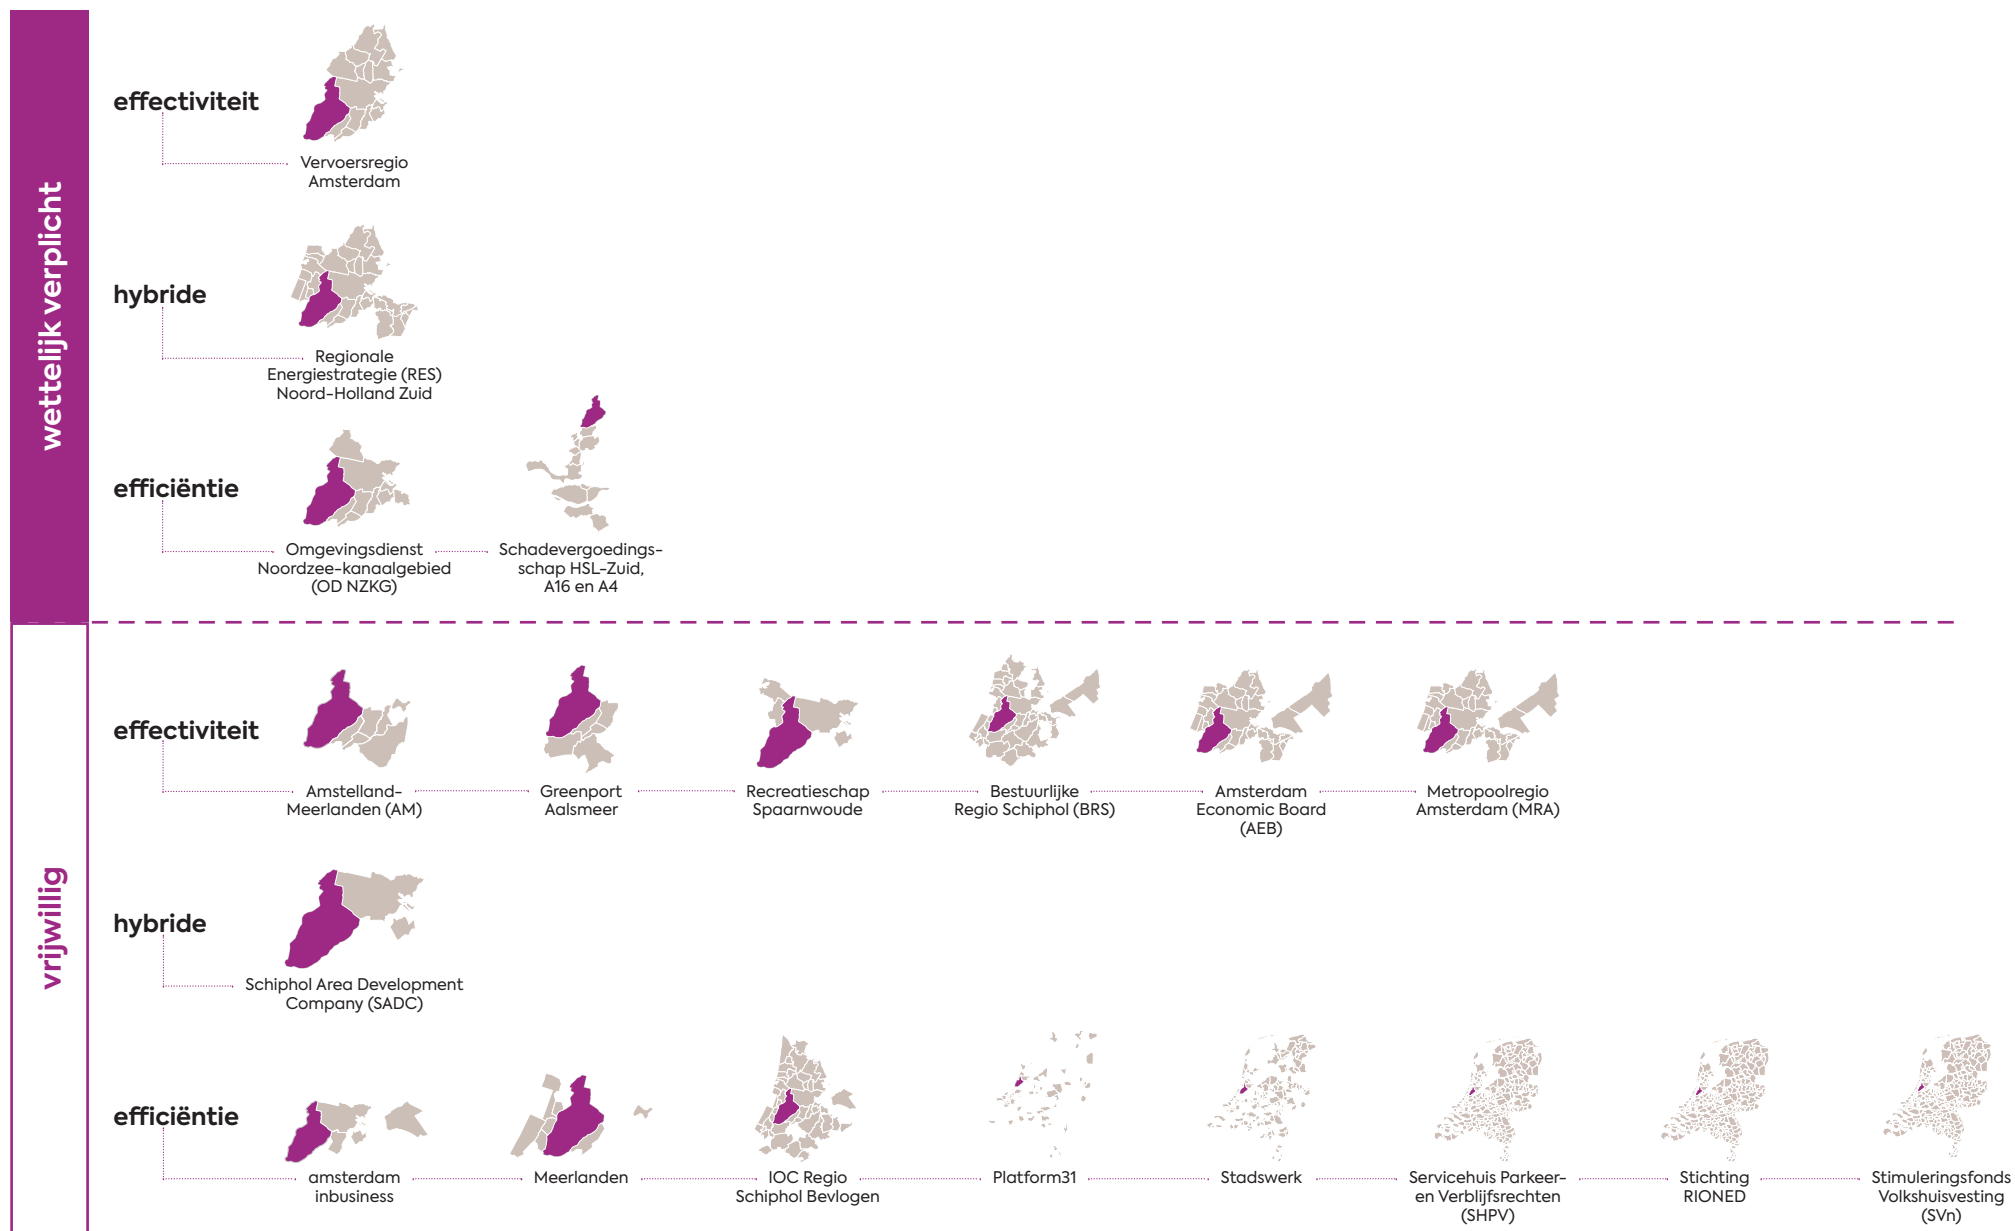 wettelijk verplicht
effectiviteit
Vervoersregio
Amsterdam
hybride
Regionale
Energiestrategie (RES)
Noord-Holland Zuid
efficiëntie
Omgevingsdienst
Noordzee-kanaalgebied
(OD NZKG)
Schadevergoedings-
schap HSL-Zuid,
A16 en A4
vrijwillig
effectiviteit
Amstelland-
Meerlanden (AM)
Greenport
Aalsmeer
Recreatieschap
Spaarnwoude
Bestuurlijke
Regio Schiphol (BRS)
Amsterdam
Economic Board
(AEB)
Metropoolregio
Amsterdam (MRA)
hybride
Schiphol Area Development
Company (SADC)
efficiëntie
amsterdam
inbusiness
Meerlanden
IOC Regio
Schiphol Bevlogen
Platform31
Stadswerk
Servicehuis Parkeer-
en Verblijfsrechten
(SHPV)
Stichting
RIONED
Stimuleringsfonds
Volkshuisvesting
(SVn)